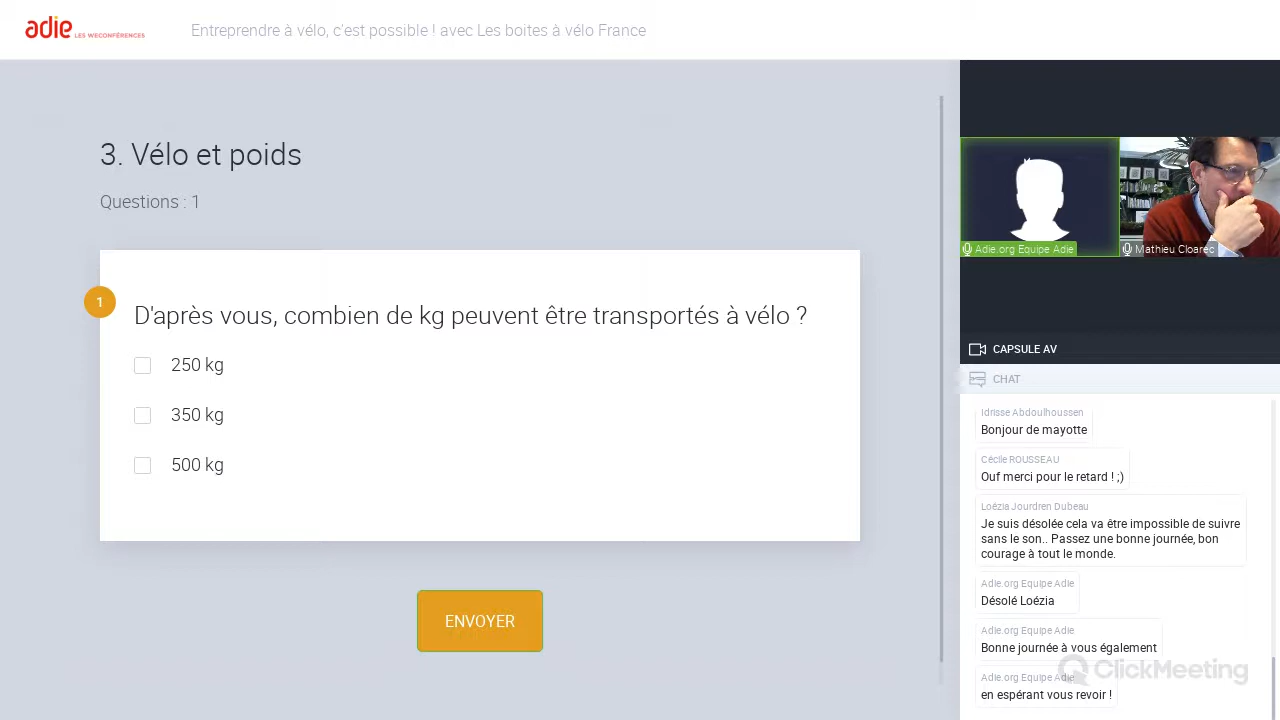 adie LES WECONFÉRENCES
Entreprendre à vélo, c'est possible ! avec Les boites à vélo France
3. Vélo et poids
Questions : 1
1
D'après vous, combien de kg peuvent être transportés à vélo ?
250 kg
350 kg
500 kg
ENVOYER
Adie.org Equipe Adie
Mathieu Cloarec
CAPSULE AV
CHAT
Idrisse Abdoulhoussen
Bonjour de mayotte
Cécile ROUSSEAU
Ouf merci pour le retard ! ;)
Loézia Jourdren Dubeau
Je suis désolée cela va être impossible de suivre
sans le son.. Passez une bonne journée, bon
courage à tout le monde.
Adie.org Equipe Adie
Désolé Loézia
Adie.org Equipe Adie
Bonne journée à vous également
Adie.org Equipe Adie
en espérant vous revoir !
ClickMeeting